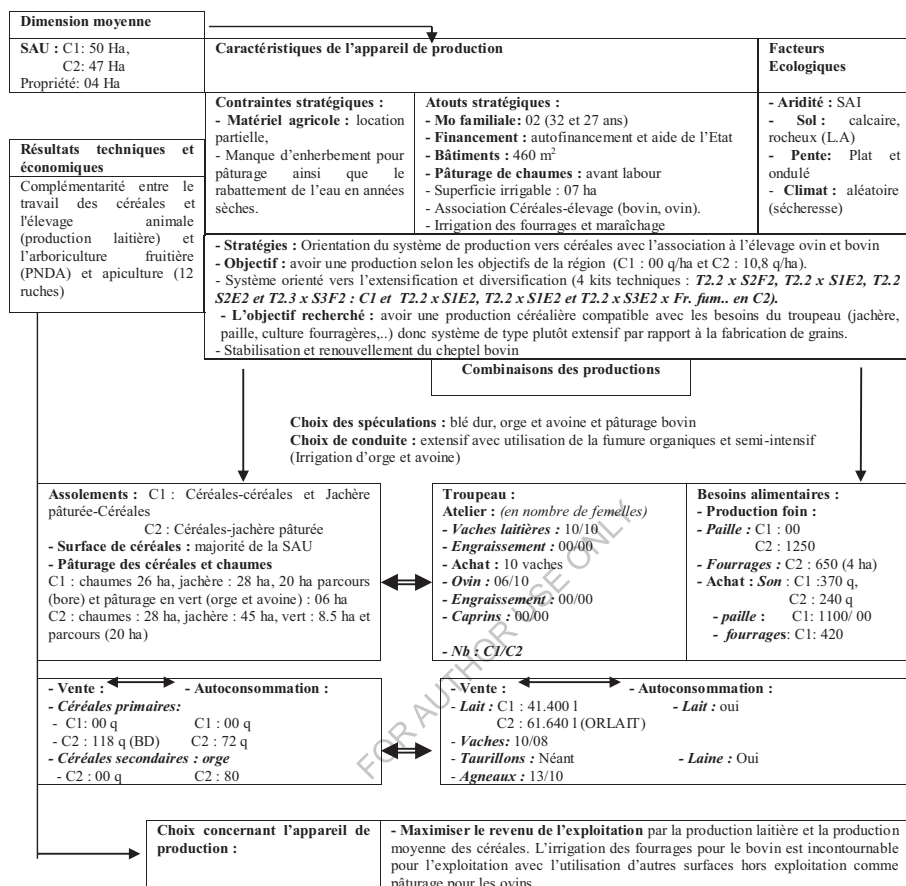 Dimension moyenne
SAU : C1: 50 Ha,
C2: 47 Ha
Propriété: 04 Ha
Caractéristiques de l’appareil de production
Facteurs
Ecologiques
Résultats techniques et
économiques
Complémentarité entre le
travail des céréales et
l'élevage animale
(production laitière) et
l’arboriculture fruitière
(PNDA) et apiculture (12
ruches)
Contraintes stratégiques :
- Matériel agricole : location
partielle,
- Manque d’enherbement pour
pâturage ainsi que le
rabattement de l’eau en années
sèches.
Atouts stratégiques :
- Mo familiale: 02 (32 et 27 ans)
- Financement : autofinancement et aide de l’Etat
- Bâtiments : 460 m2
- Pâturage de chaumes : avant
labour
- Superficie irrigable : 07 ha
- Association Céréales-élevage (bovin, ovin).
- Irrigation des fourrages et maraîchage
- Aridité : SAI
- Sol : calcaire,
rocheux (L.A)
- Pente: Plat et
ondulé
- Climat : aléatoire
(sécheresse)
- Stratégies : Orientation du système de production vers céréales avec l’association à l’élevage ovin et bovin
- Objectif : avoir une production selon les objectifs de la région (C1 : 00 q/ha et C2 : 10,8 q/ha).
- Système orienté vers l’extensification et diversification (4 kits techniques : T2.2 x S2F2, T2.2 x S1E2, T2.2
S2E2 et T2.3 x S3F2 : C1 et T2.2 x S1E2, T2.2 x S1E2 et T2.2 x S3E2 x Fr. fum.. en C2).
- L’objectif recherché : avoir une production céréalière compatible avec les besoins du troupeau (jachère,
paille, culture fourragères,..) donc système de type plutôt extensif par rapport à la fabrication de grains.
- Stabilisation et renouvellement du cheptel bovin
Combinaisons des productions
Choix des spéculations : blé dur, orge et avoine et pâturage bovin
Choix de conduite : extensif avec utilisation de la fumure organiques et semi-intensif
(Irrigation d’orge et avoine)
Assolements : C1 : Céréales-céréales et Jachère
pâturée-Céréales
C2 : Céréales-jachère pâturée
- Surface de céréales : majorité de la SAU
- Pâturage des céréales et chaumes
C1 : chaumes 26 ha, jachère : 28 ha, 20 ha parcours
(bore) et pâturage en vert (orge et avoine) : 06 ha
C2 : chaumes : 28 ha, jachère : 45 ha, vert : 8.5 ha et
parcours (20 ha)
Troupeau :
Atelier : (en nombre de femelles)
- Vaches laitières : 10/10
- Engraissement : 00/00
- Achat : 10 vaches
- Ovin : 06/10
- Engraissement : 00/00
- Caprins : 00/00
- Nb : C1/C2
Besoins alimentaires :
- Production foin :
- Paille : C1 : 00
C2 : 1250
- Fourrages : C2 : 650 (4 ha)
- Achat : Son : C1 :370 q,
C2 : 240 q
- paille : C1: 1100/ 00
- fourrages: C1: 420
- Vente : - Autoconsommation :
- Céréales primaires:
- C1: 00 q C1 : 00 q
- C2 : 118 q (BD) C2 : 72 q
- Céréales secondaires : orge
- C2 : 00 q C2 : 80
- Vente : - Autoconsommation :
- Lait : C1 : 41.400 l - Lait : oui
C2 : 61.640 l (ORLAIT)
- Vaches: 10/08
- Taurillons : Néant - Laine : Oui
- Agneaux : 13/10
FOR AUTHOR USE ONLY
Choix concernant l’appareil de
production :
- Maximiser le revenu de l’exploitation par la production laitière et la production
moyenne des céréales. L’irrigation des fourrages pour le bovin est incontournable
pour l’exploitation avec l’utilisation d’autres surfaces hors exploitation comme
pâturage pour les ovins